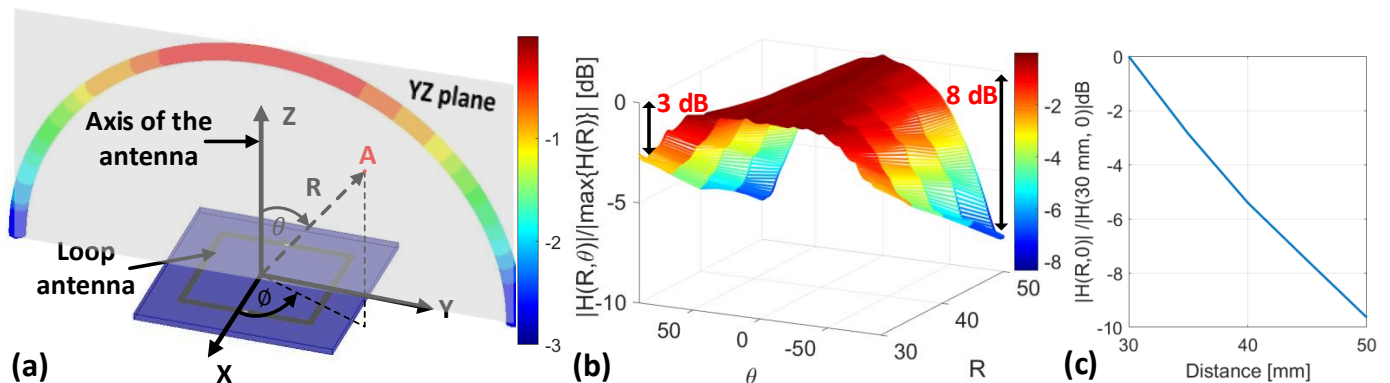 YZ plane
Axis of the
antenna
Z
A
R
θ
Loop
antenna
ϕ
Y
X
-1
-2
-3
(a)
|H(R,θ)|/|max{H(R)}| [dB]
0
-5
-10
3 dB
8 dB
50
0
-50
θ
30
40
50
R
-2
-4
-6
-8
(b)
|H(R,0)| /|H(30 mm, 0)|dB
0
-2
-4
-6
-8
-10
30
40
50
Distance [mm]
(c)